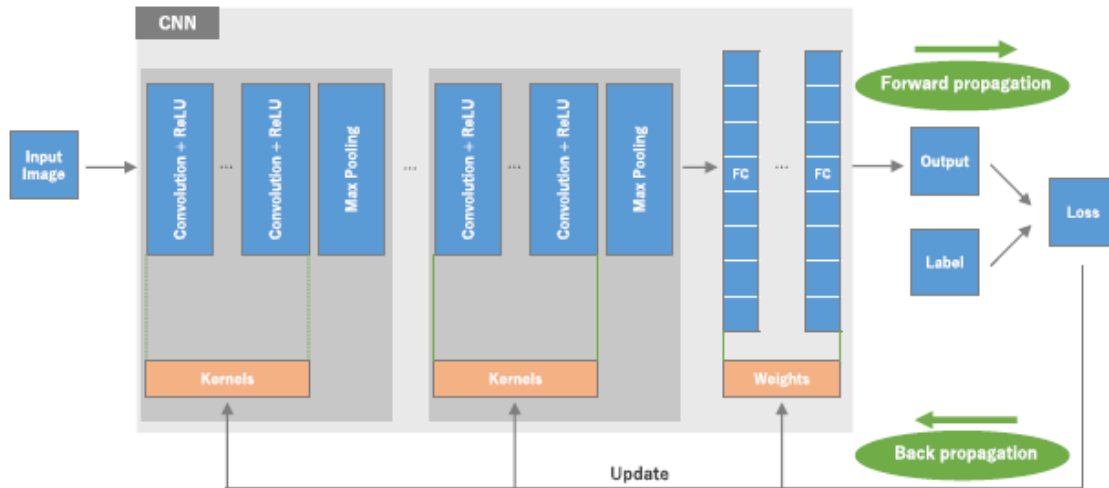 CNN
Forward propagation
Input
Image
Convolution + ReLU
...
Convolution + ReLU
Max Pooling
...
Convolution + ReLU
...
Convolution + ReLU
Max Pooling
FC
...
FC
Output
Label
Loss
Kernels
Kernels
Weights
Back propagation
Update